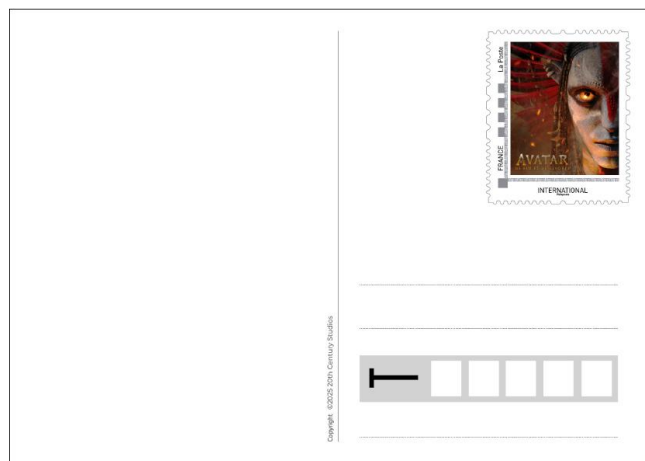 La Poste
FRANCE
AVATAR
INTERNATIONAL
Copyright ©2025 20th Century Studios
〒